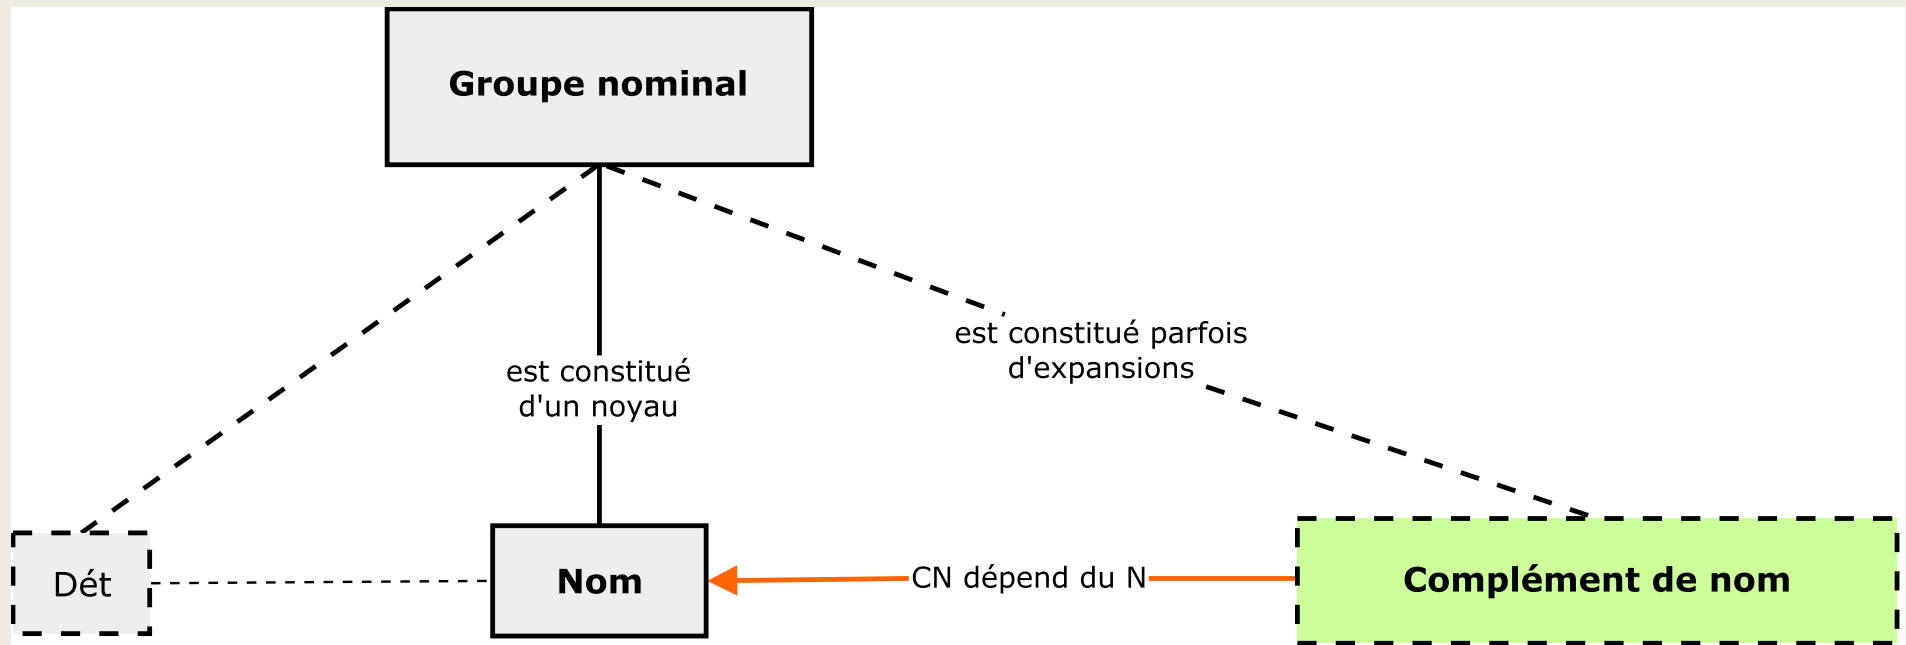 Groupe nominal
est constitué parfois
d'expansions
est constitué
d'un noyau
Dét
Nom
CN dépend du N
Complément de nom